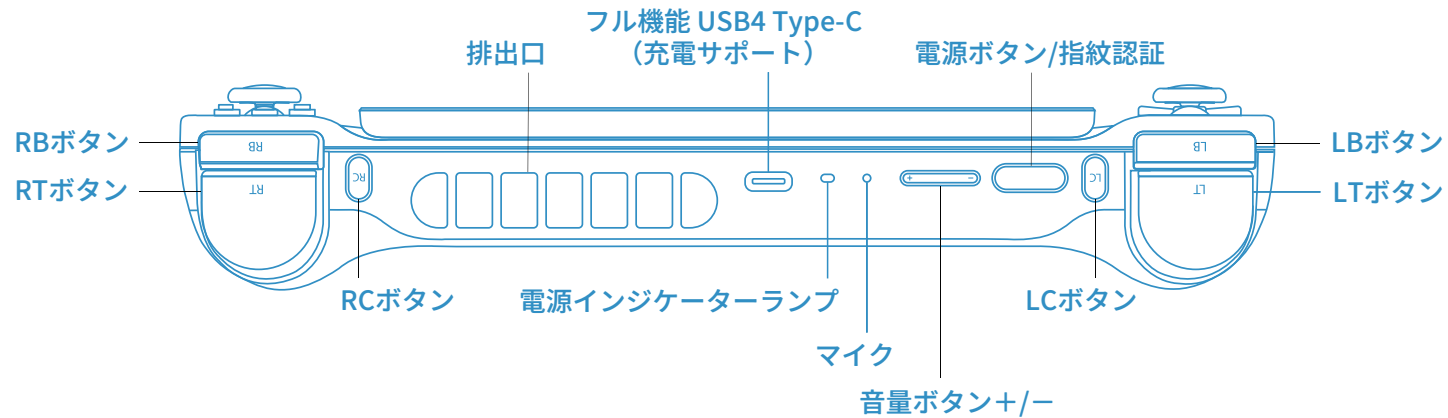 フル機能 USB4 Type-C
（充電サポート）
排出口
電源ボタン/指紋認証
RBボタン
RB
LB
LBボタン
RTボタン
RT
RC
+
−
LC
LT
LTボタン
RCボタン
電源インジケーターランプ
LCボタン
マイク
音量ボタン＋/－